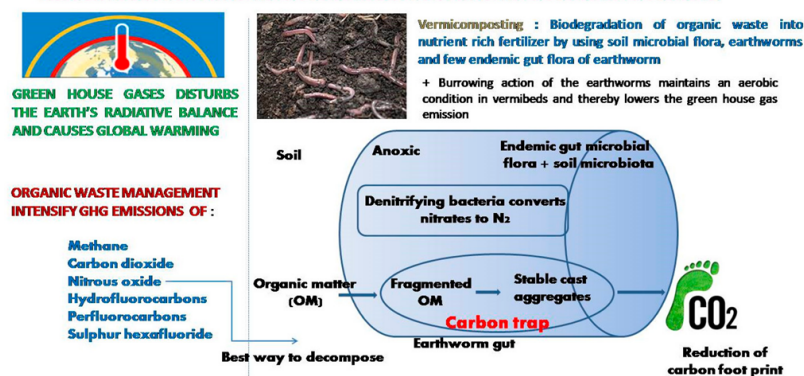 GREEN HOUSE GASES DISTURBS
THE EARTH'S RADIATIVE BALANCE
AND CAUSES GLOBAL WARMING
ORGANIC WASTE MANAGEMENT
INTENSIFY GHG EMISSIONS OF :
Methane
Carbon dioxide
Nitrous oxide
Hydrofluorocarbons
Perfluorocarbons
Sulphur hexafluoride
Vermicomposting : Biodegradation of organic waste into
nutrient rich fertilizer by using soil microbial flora, earthworms
and few endemic gut flora of earthworm
+ Burrowing action of the earthworms maintains an aerobic
condition in vermibeds and thereby lowers the green house gas
emission
Soil
Anoxic
Endemic gut microbial
flora + soil microbiota
Denitrifying bacteria converts
nitrates to N2
Organic matter
(OM)
Fragmented
OM
Stable cast
aggregates
Carbon trap
Earthworm gut
Best way to decompose
CO2
Reduction of
carbon foot print